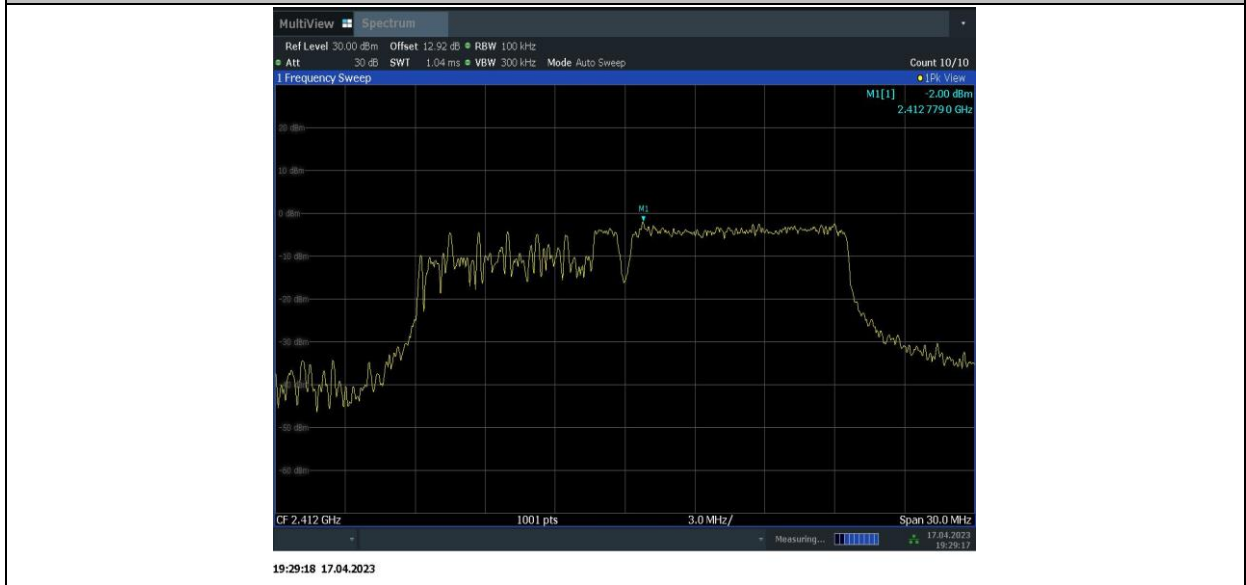 MultiView Spectrum
Ref Level 30.00 dBm Offset 12.92 dB RBW 100 kHz
Att 30 dB SWT 1.04 ms VBW 300 kHz Mode Auto Sweep Count 10/10
1 Frequency Sweep 1Pk View
M1[1] -2.00 dBm
2.412 779 0 GHz
20 dBm
10 dBm
M1
0 dBm
-10 dBm
-20 dBm
-30 dBm
-50 dBm
-60 dBm
CF 2.412 GHz 1001 pts 3.0 MHz/ Span 30.0 MHz
Measuring... 17.04.2023
19:29:17
19:29:18 17.04.2023